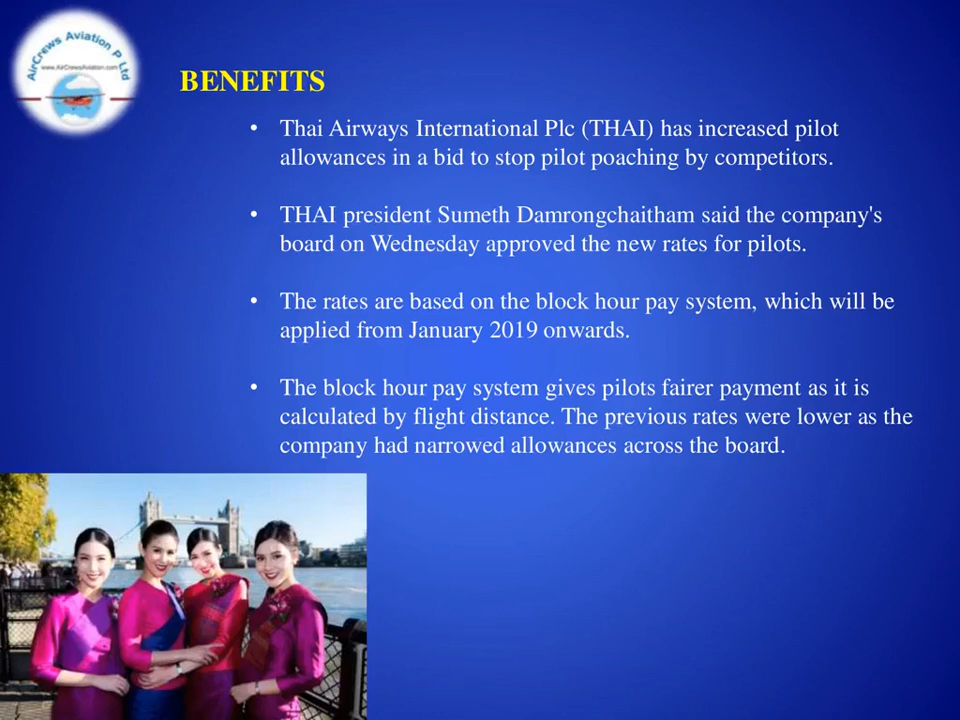 AirCrews Aviation P Ltd
www.AirCrewsAviation.com
BENEFITS
• Thai Airways International Plc (THAI) has increased pilot
allowances in a bid to stop pilot poaching by competitors.
• THAI president Sumeth Damrongchaitham said the company's
board on Wednesday approved the new rates for pilots.
• The rates are based on the block hour pay system, which will be
applied from January 2019 onwards.
• The block hour pay system gives pilots fairer payment as it is
calculated by flight distance. The previous rates were lower as the
company had narrowed allowances across the board.